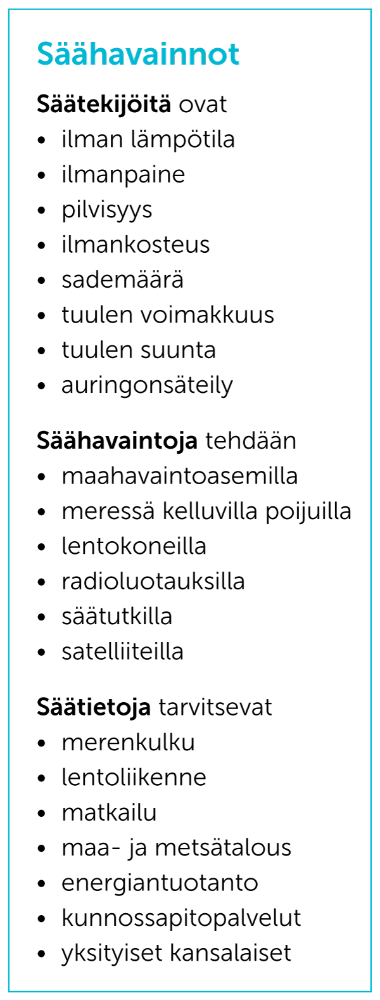 Säähavainnot
Säätekijöitä ovat
• ilman lämpötila
• ilmanpaine
• pilvisyys
• ilmankosteus
• sademäärä
• tuulen voimakkuus
• tuulen suunta
• auringonsäteily
Säähavaintoja tehdään
• maahavaintoasemilla
• meressä kelluvilla poijuilla
• lentokoneilla
• radioluotauksilla
• säätutkilla
• satelliiteilla
Säätietoja tarvitsevat
• merenkulku
• lentoliikenne
• matkailu
• maa- ja metsätalous
• energiantuotanto
• kunnossapitopalvelut
• yksityiset kansalaiset